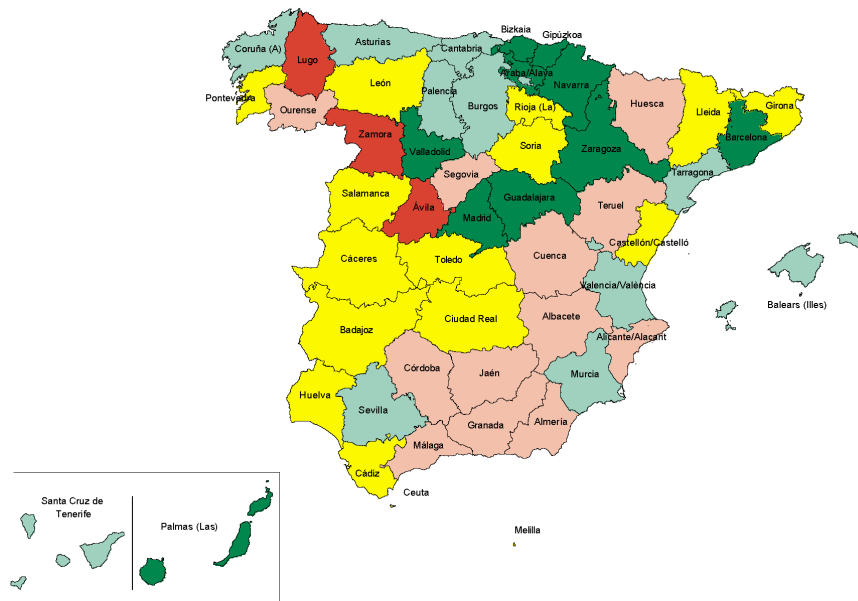 Bizkaia
Gipúzkoa
Coruña (A)
Lugo
Asturias
Cantabria
Araba/Alava
Navarra
Pontevedra
Ourense
León
Palencia
Burgos
Rioja (La)
Huesca
Lleida
Girona
Barcelona
Zamora
Valladolid
Soria
Zaragoza
Tarragona
Segovia
Salamanca
Ávila
Madrid
Guadalajara
Teruel
Castellón/Castelló
Cáceres
Toledo
Cuenca
Valencia/València
Balears (Illes)
Badajoz
Ciudad Real
Albacete
Alicante/Alacant
Córdoba
Jaén
Murcia
Huelva
Sevilla
Granada
Almería
Málaga
Cádiz
Ceuta
Melilla
Santa Cruz de
Tenerife
Palmas (Las)